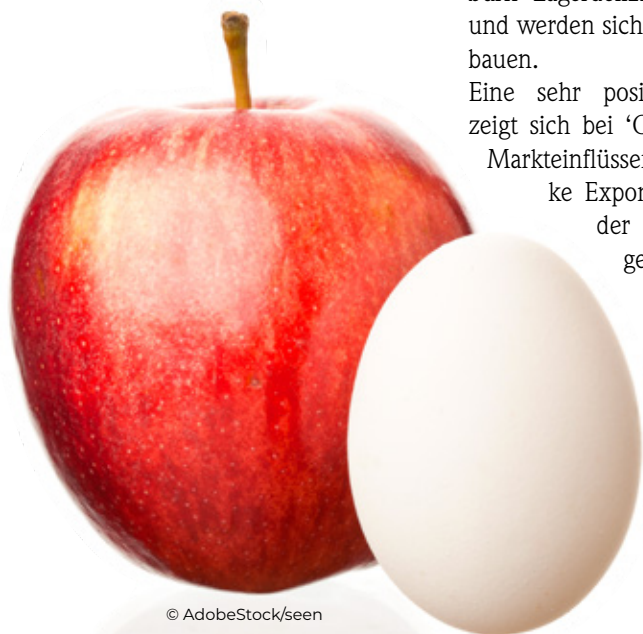 und werden sich
bauen.
Eine sehr posi
zeigt sich bei ‘
Markteinflüsse
ke Expor
der
ge
© AdobeStock/seen